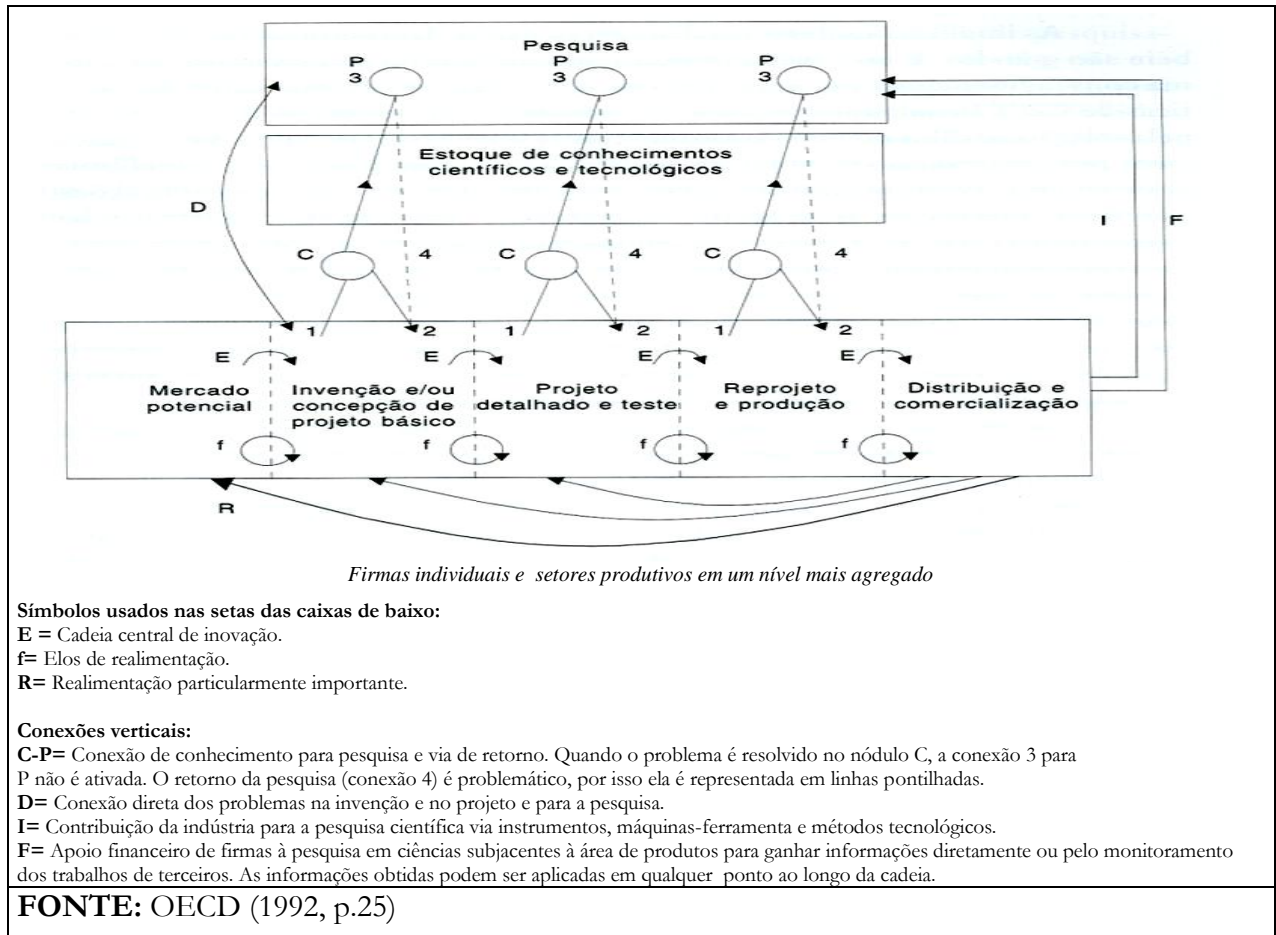 Pesquisa
P P P
3 3 3
Estoque de conhecimentos
científicos e tecnológicos
D I F
C 4 C 4 C 4
1 2 1 2 1 2
E E E E
Mercado potencial
Invenção e/ou concepção de projeto básico
Projeto detalhado e teste
Reprojeto e produção
Distribuição e comercialização
f f f f
R
Firmas individuais e setores produtivos em um nível mais agregado
Símbolos usados nas setas das caixas de baixo:
E = Cadeia central de inovação.
f= Elos de realimentação.
R= Realimentação particularmente importante.
Conexões verticais:
C-P= Conexão de conhecimento para pesquisa e via de retorno. Quando o problema é resolvido no nódulo C, a conexão 3 para
P não é ativada. O retorno da pesquisa (conexão 4) é problemático, por isso ela é representada em linhas pontilhadas.
D= Conexão direta dos problemas na invenção e no projeto e para a pesquisa.
I= Contribuição da indústria para a pesquisa científica via instrumentos, máquinas-ferramenta e métodos tecnológicos.
F= Apoio financeiro de firmas à pesquisa em ciências subjacentes à área de produtos para ganhar informações diretamente ou pelo monitoramento
dos trabalhos de terceiros. As informações obtidas podem ser aplicadas em qualquer ponto ao longo da cadeia.
FONTE: OECD (1992, p.25)